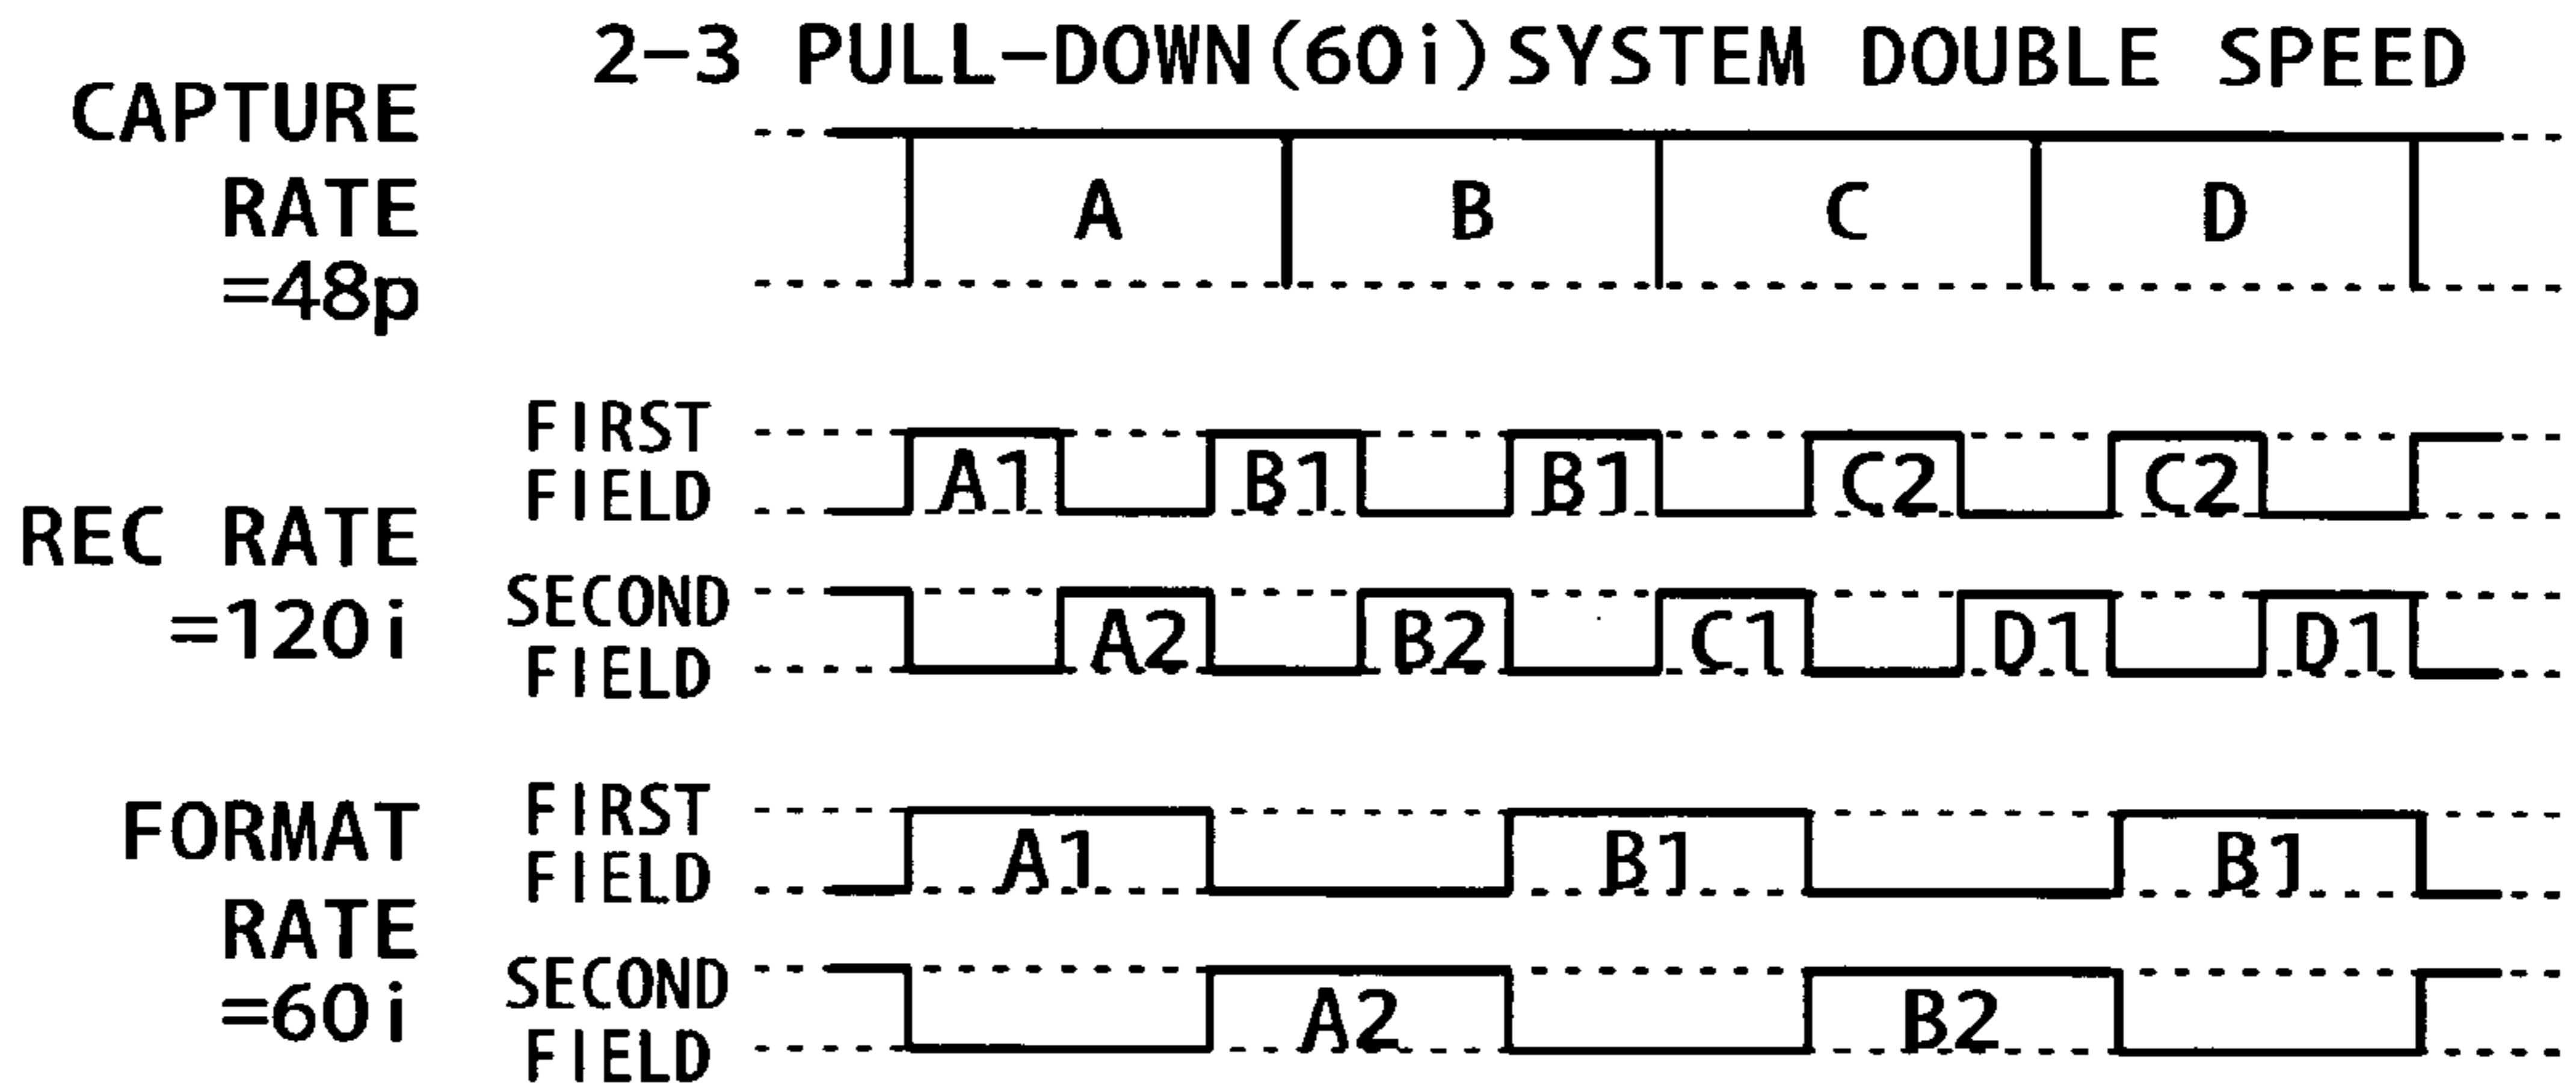 2-3 PULL-DOWN(60i)SYSTEM DOUBLE SPEED
CAPTURE
RATE
=48p
A B C D
REC RATE
=120i
FIRST
FIELD
A1 B1 B1 C2 C2
SECOND
FIELD
A2 B2 C1 D1 D1
FORMAT
RATE
=60i
FIRST
FIELD
A1 B1 B1
SECOND
FIELD
A2 B2